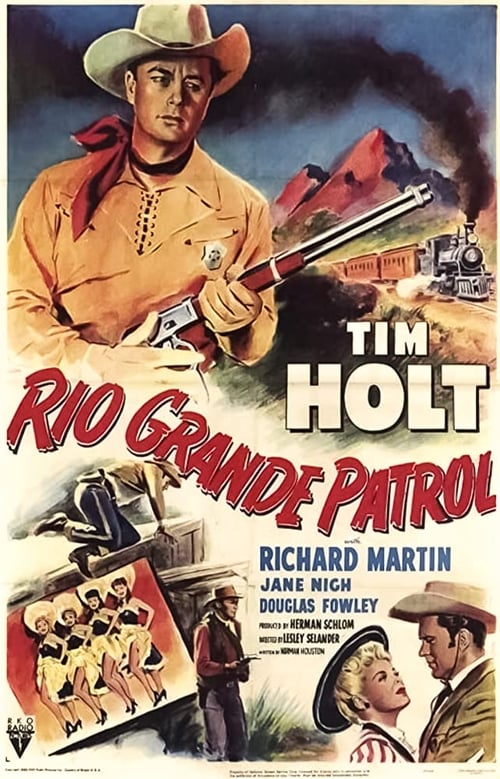 TIM
HOLT
RIO GRANDE PATROL
with
RICHARD MARTIN
JANE NIGH
DOUGLAS FOWLEY
PRODUCED BY HERMAN SCHLOM
DIRECTED BY LESLEY SELANDER
WRITTEN BY NORMAN HOUSTON
RKO
RADIO